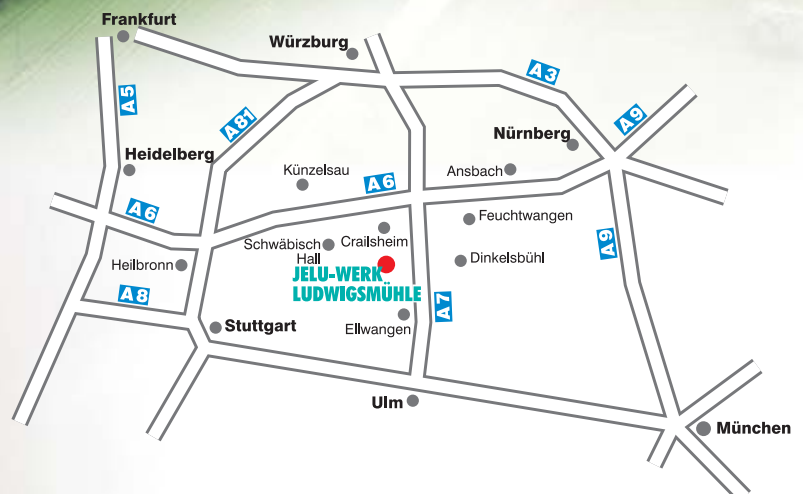 Frankfurt
Würzburg
A3
A5
A81
A9
Nürnberg
Heidelberg
Künzelsau
A6
Ansbach
A6
Feuchtwangen
Crailsheim
Schwäbisch
Hall
A9
Heilbronn
Dinkelsbühl
JELU-WERK
LUDWIGSMÜHLE
A8
A7
Stuttgart
Ellwangen
Ulm
München